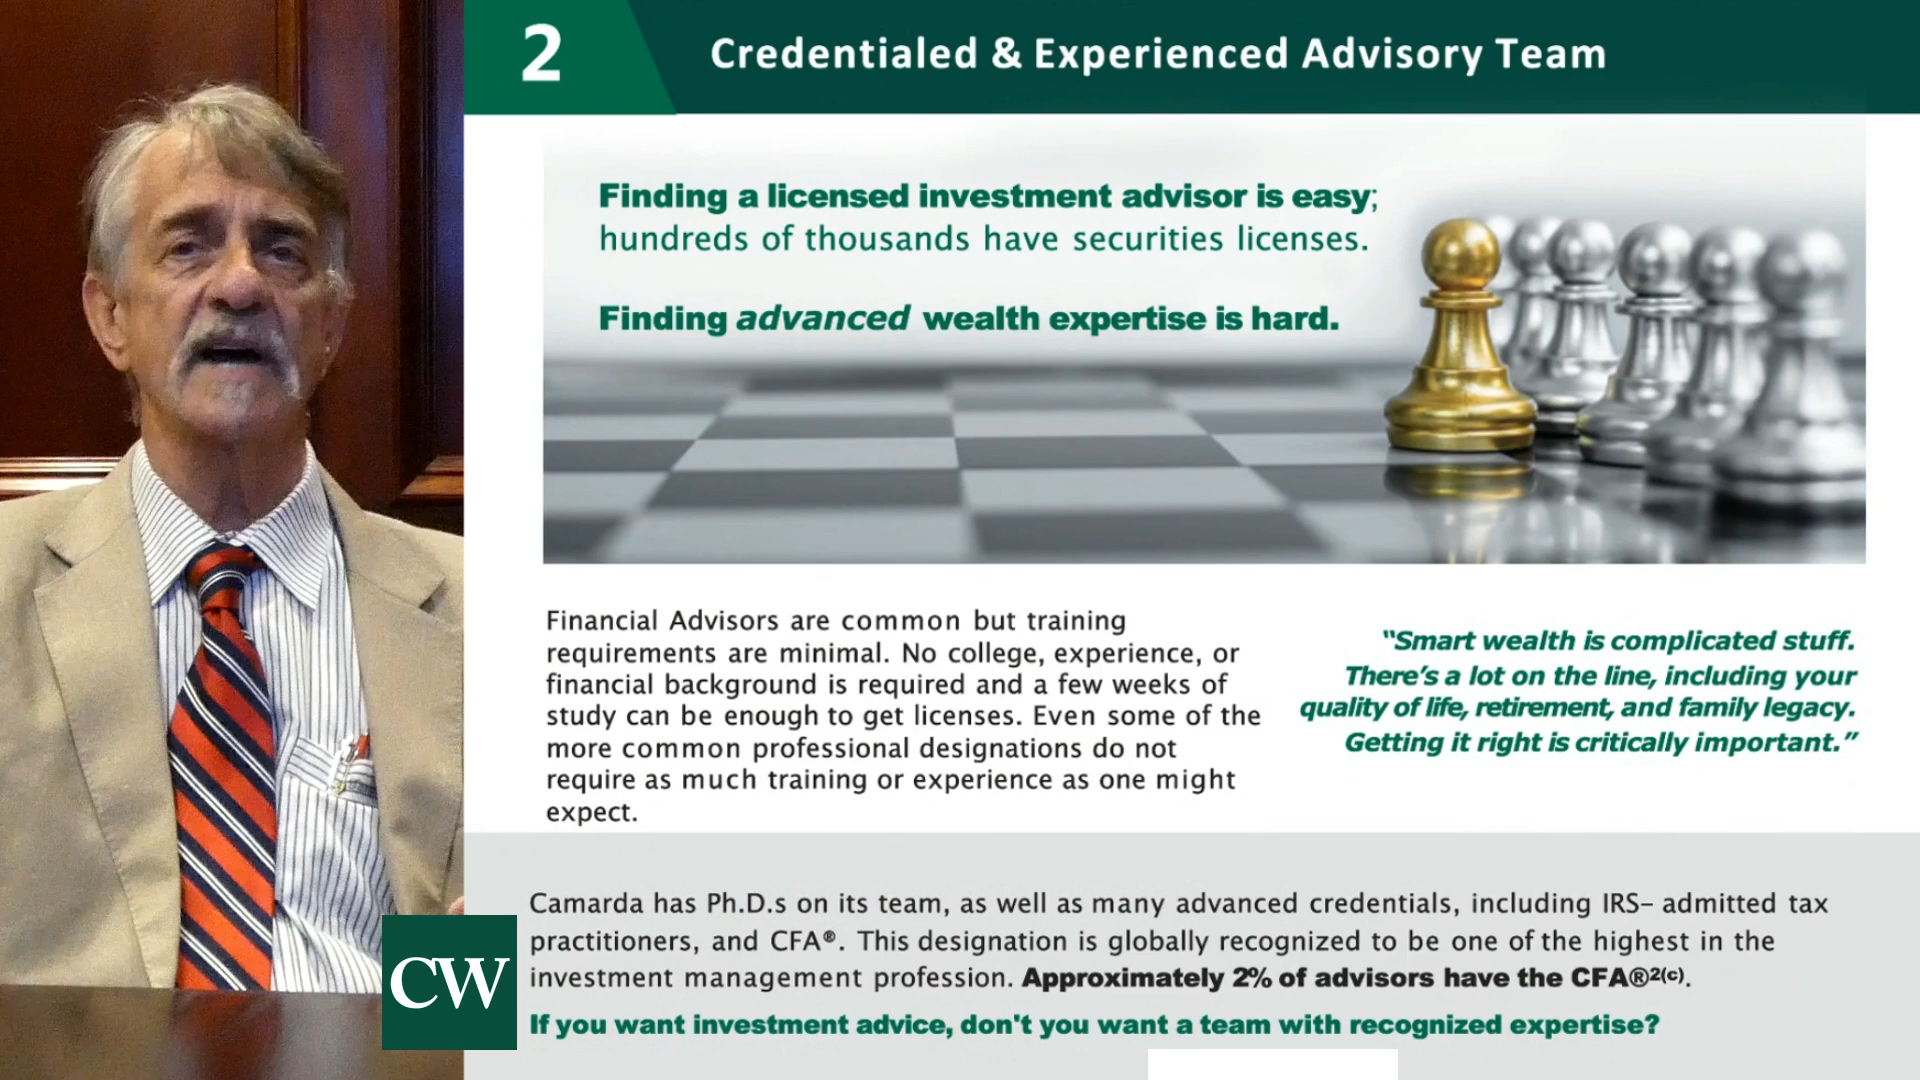 2
Credentialed & Experienced Advisory Team
Finding a licensed investment advisor is easy;
hundreds of thousands have securities licenses.
Finding advanced wealth expertise is hard.
Financial Advisors are common but training
requirements are minimal. No college, experience, or
financial background is required and a few weeks of
study can be enough to get licenses. Even some of the
more common professional designations do not
require as much training or experience as one might
expect.
“Smart wealth is complicated stuff.
There’s a lot on the line, including your
quality of life, retirement, and family legacy.
Getting it right is critically important.”
Camarda has Ph.D.s on its team, as well as many advanced credentials, including IRS– admitted tax
practitioners, and CFA®. This designation is globally recognized to be one of the highest in the
investment management profession. Approximately 2% of advisors have the CFA®2(c).
If you want investment advice, don't you want a team with recognized expertise?
CW